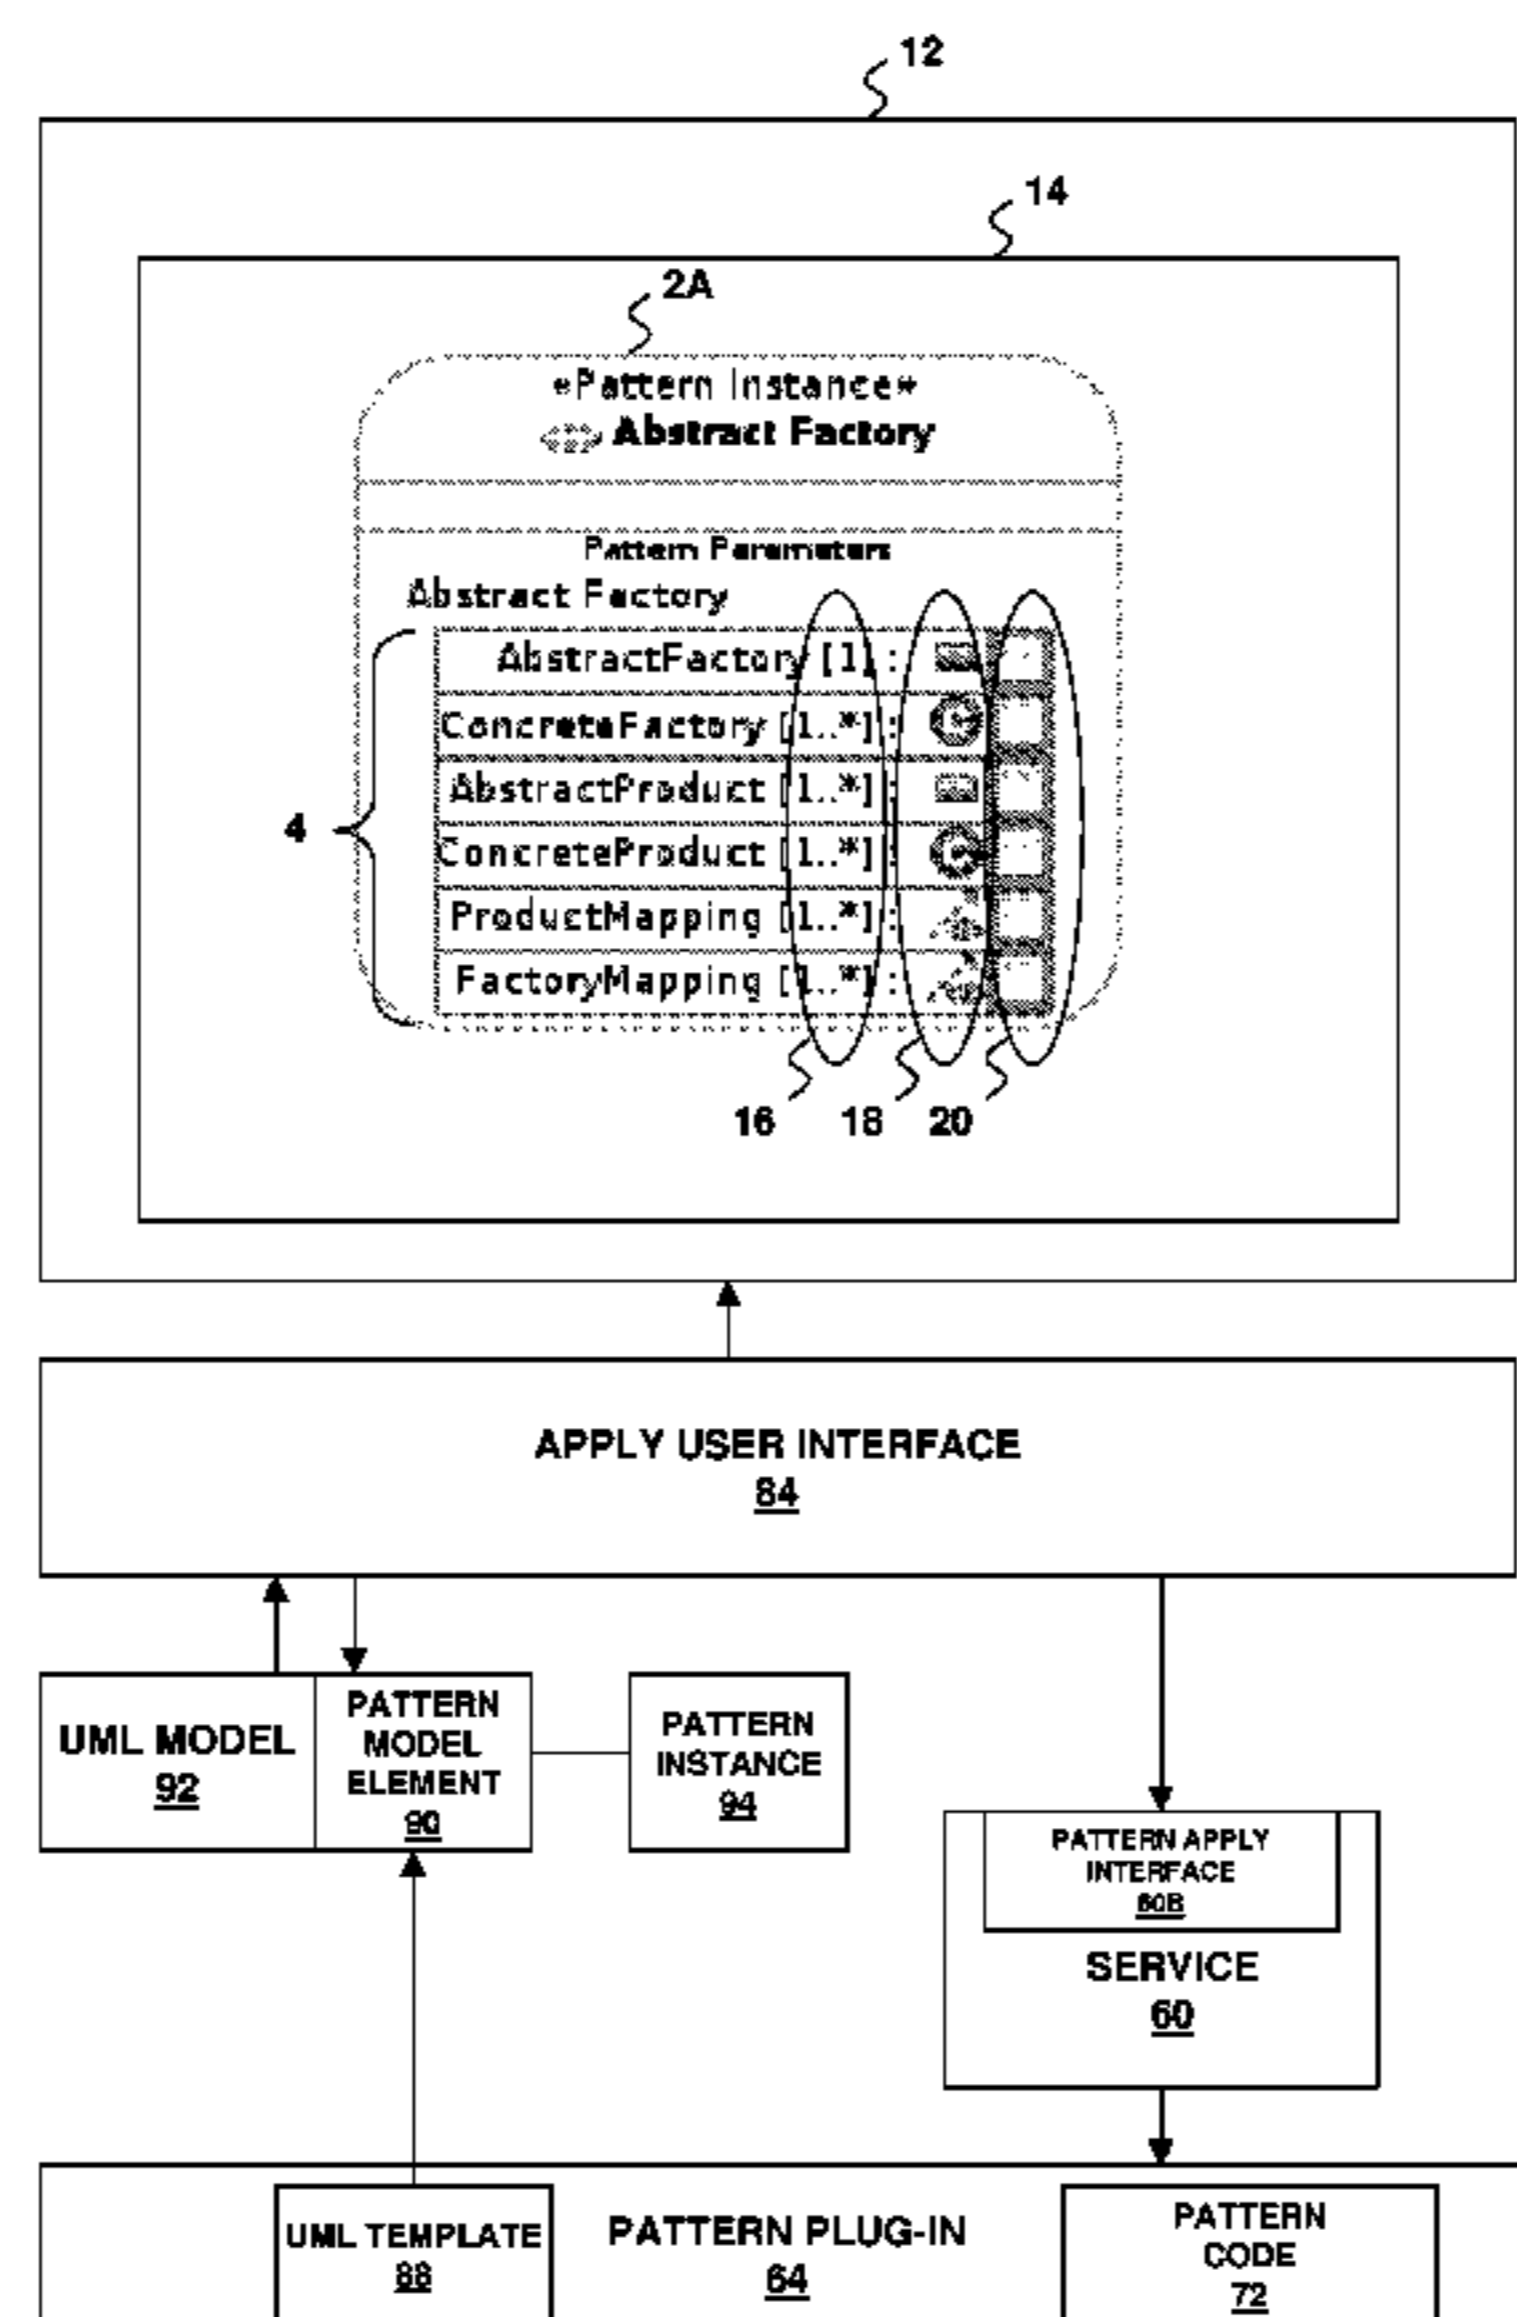 12
14
2A
«Pattern Instance»
Abstract Factory
Pattern Parameters
Abstract Factory
AbstractFactory [1] :
ConcreteFactory [1..*] :
AbstractProduct [1..*] :
4
ConcreteProduct [1..*] :
ProductMapping [1..*] :
FactoryMapping [1..*] :
16 18 20
APPLY USER INTERFACE
84
UML MODEL
92
PATTERN
MODEL
ELEMENT
90
PATTERN
INSTANCE
94
PATTERN APPLY
INTERFACE
60B
SERVICE
60
UML TEMPLATE
88
PATTERN PLUG-IN
64
PATTERN
CODE
72